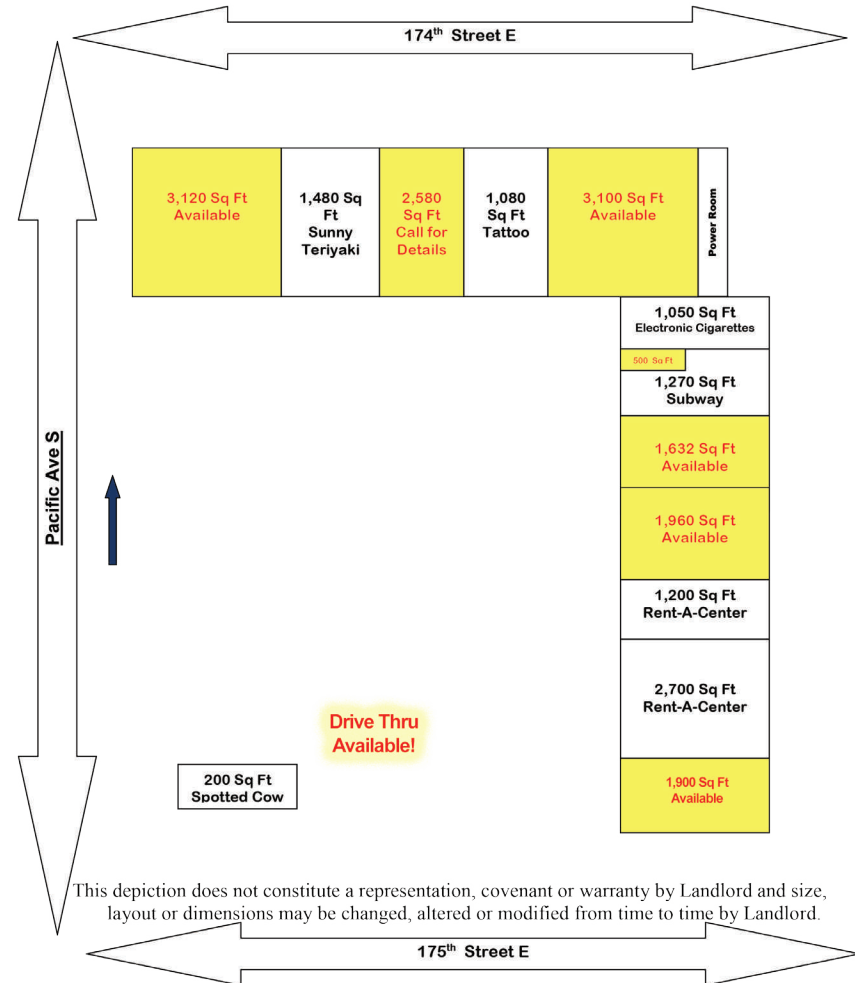 174th Street E
3,120 Sq Ft
Available
1,480 Sq
Ft
Sunny
Teriyaki
2,580
Sq Ft
Call for
Details
1,080
Sq Ft
Tattoo
3,100 Sq Ft
Available
Power Room
1,050 Sq Ft
Electronic Cigarettes
500 Sq Ft
1,270 Sq Ft
Subway
1,632 Sq Ft
Available
1,960 Sq Ft
Available
1,200 Sq Ft
Rent-A-Center
2,700 Sq Ft
Rent-A-Center
1,900 Sq Ft
Available
Pacific Ave S
Drive Thru
Available!
200 Sq Ft
Spotted Cow
This depiction does not constitute a representation, covenant or warranty by Landlord and size,
layout or dimensions may be changed, altered or modified from time to time by Landlord.
175th Street E